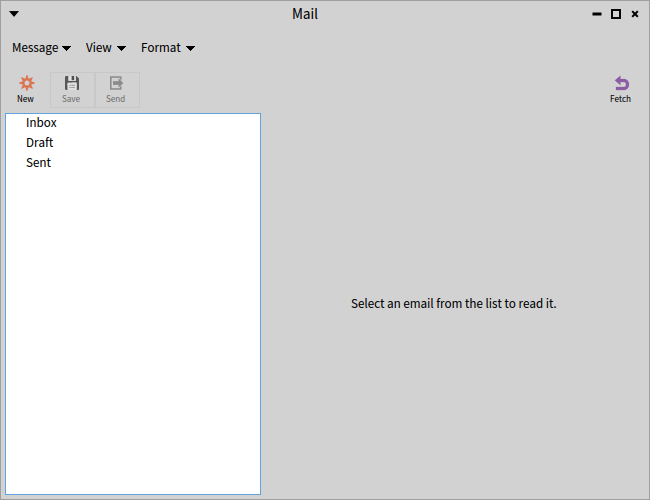 Mail
Message View Format
New Save Send Fetch
Inbox
Draft
Sent
Select an email from the list to read it.